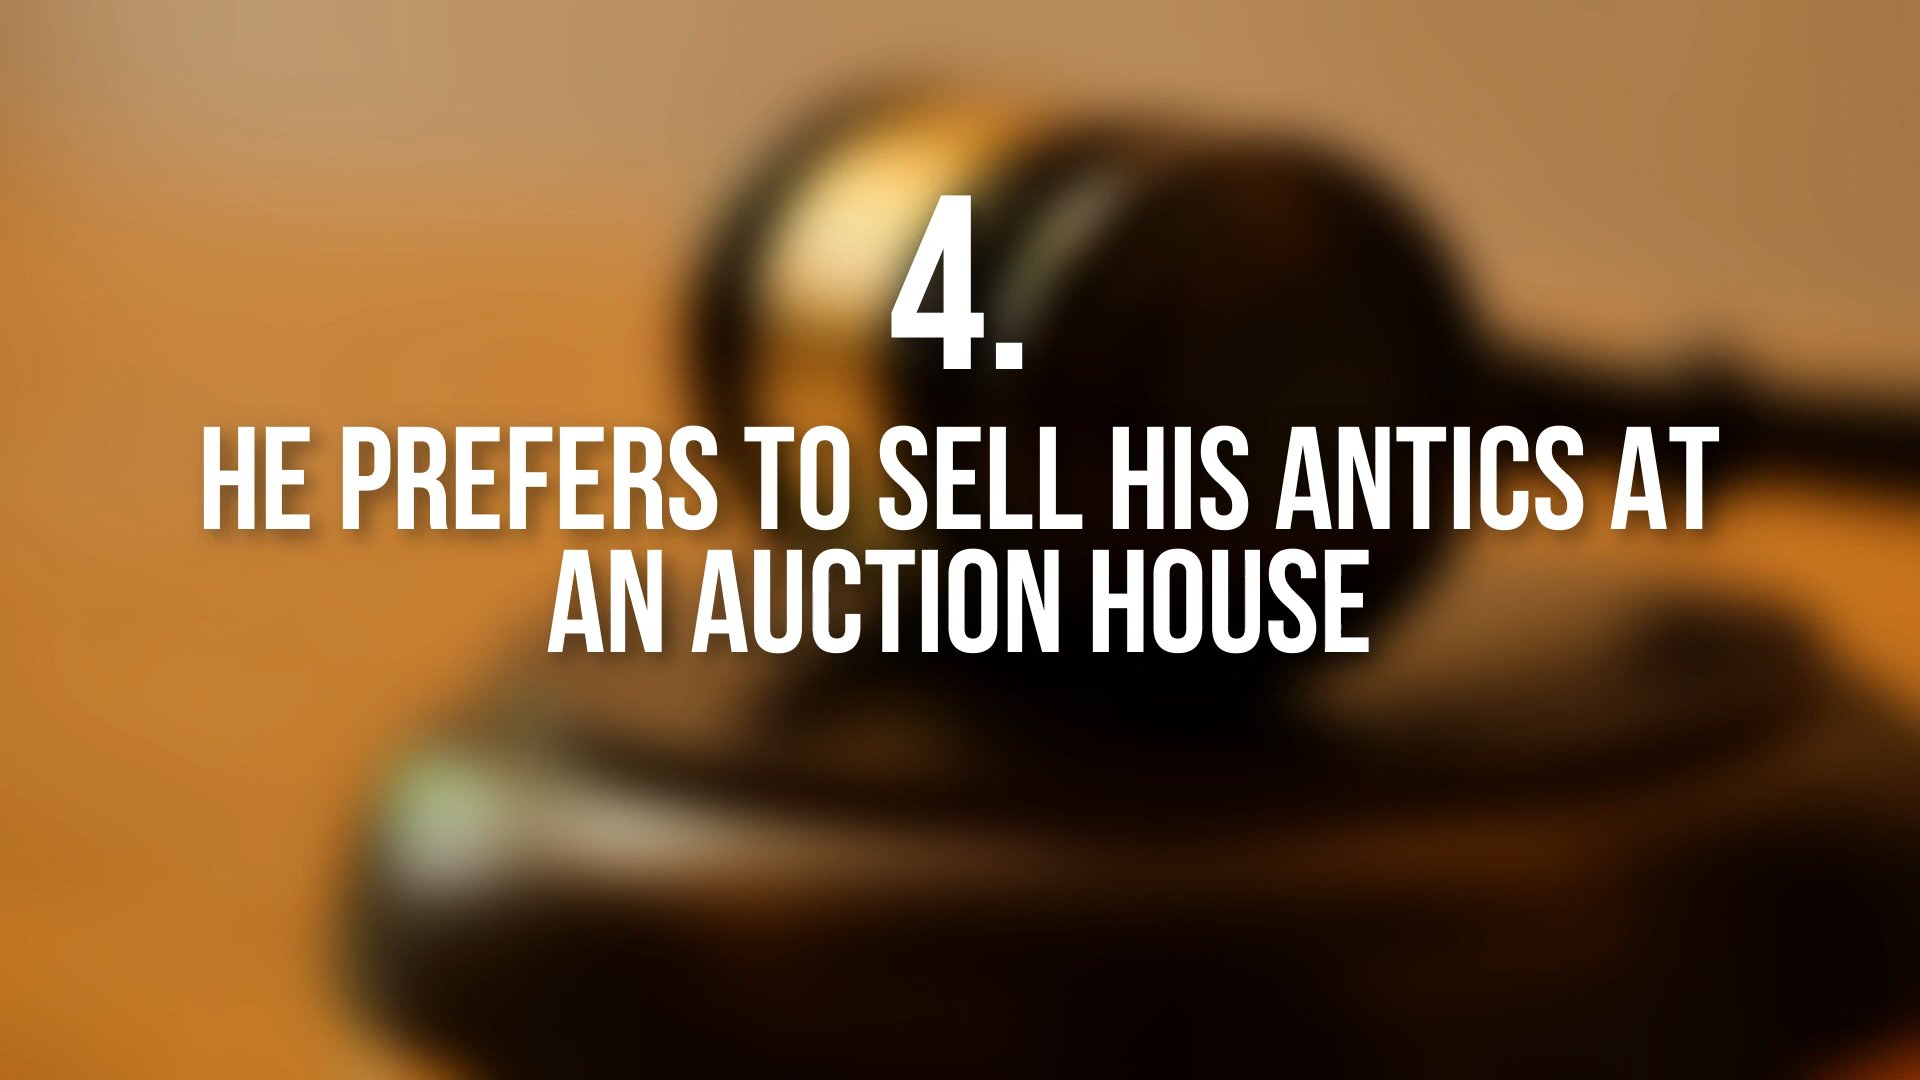 4.
HE PREFERS TO SELL HIS ANTICS AT
AN AUCTION HOUSE